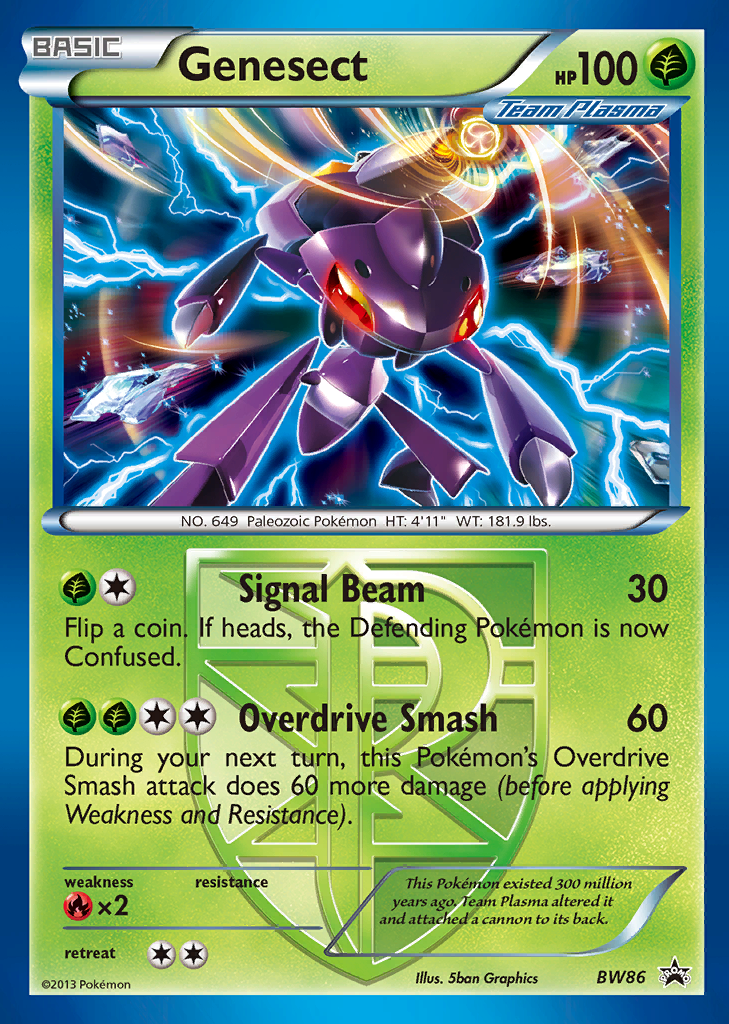 BASIC
Genesect
HP100
Team Plasma
NO. 649 Paleozoic Pokémon HT: 4'11" WT: 181.9 lbs.
Signal Beam 30
Flip a coin. If heads, the Defending Pokémon is now
Confused.
Overdrive Smash 60
During your next turn, this Pokémon's Overdrive
Smash attack does 60 more damage (before applying
Weakness and Resistance).
weakness resistance
×2
retreat
This Pokémon existed 300 million
years ago. Team Plasma altered it
and attached a cannon to its back.
©2013 Pokémon
Illus. 5ban Graphics
BW86
PROMO